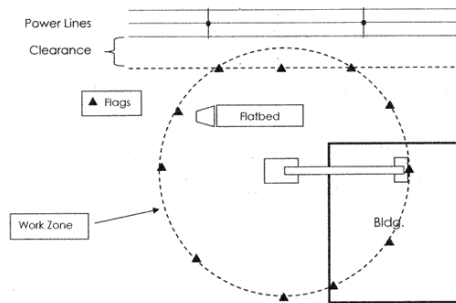 Power Lines
Clearance
Flags
Flatbed
Work Zone
Bldg.